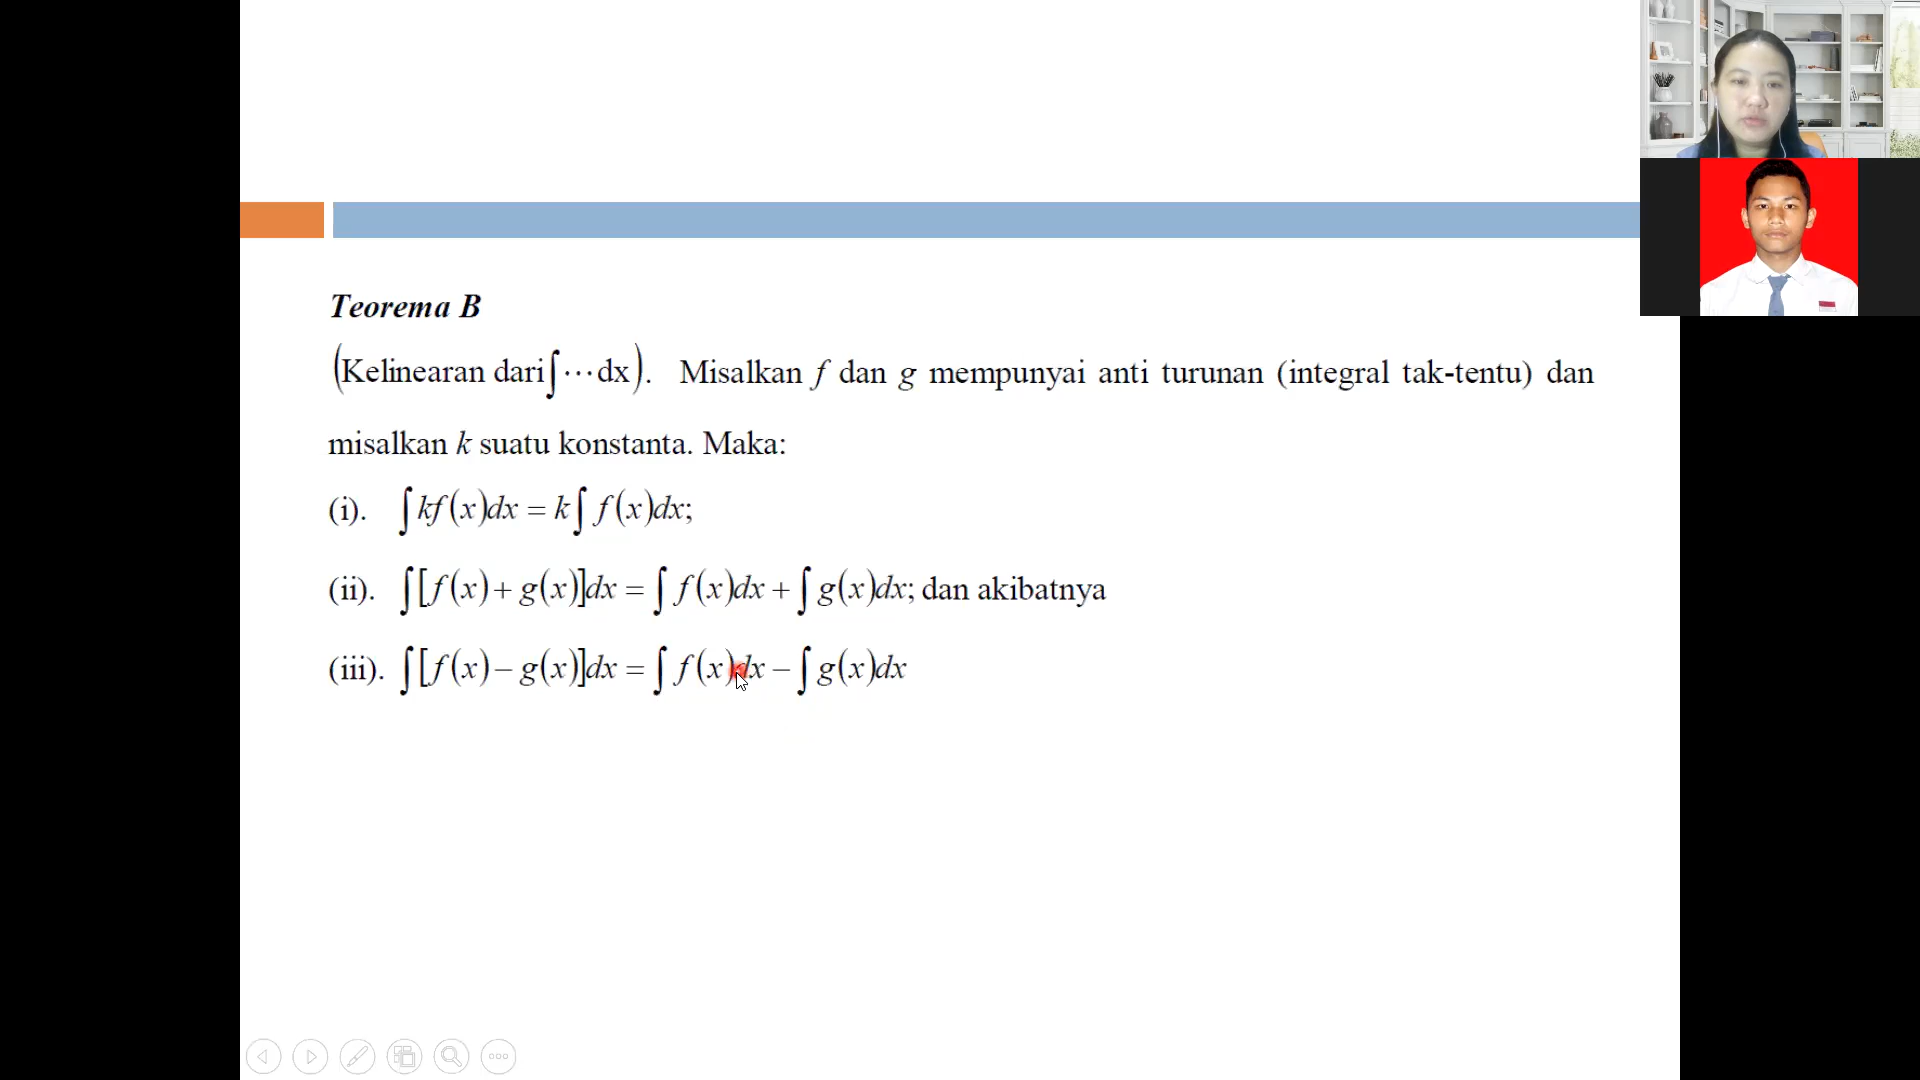 Teorema B
(Kelinearan dari ∫ ⋯ dx). Misalkan f dan g mempunyai anti turunan (integral tak-tentu) dan
misalkan k suatu konstanta. Maka:
(i). ∫ kf(x)dx = k ∫ f(x)dx;
(ii). ∫ [f(x) + g(x)]dx = ∫ f(x)dx + ∫ g(x)dx; dan akibatnya
(iii). ∫ [f(x) − g(x)]dx = ∫ f(x)dx − ∫ g(x)dx